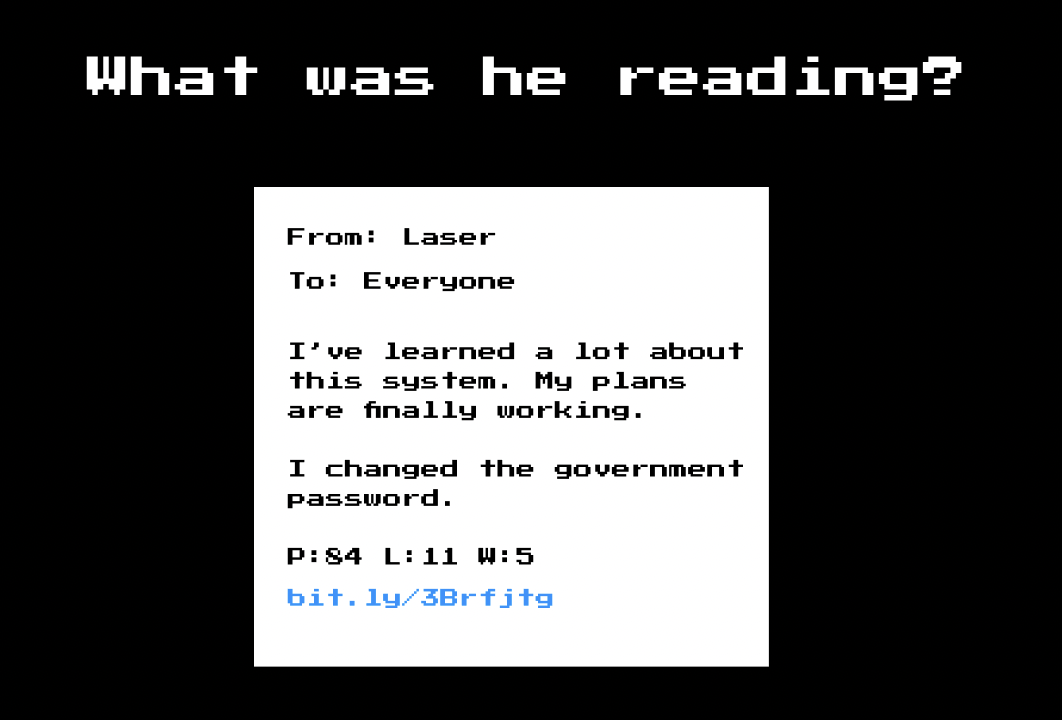 What was he reading?
From: Laser
To: Everyone
I've learned a lot about
this system. My plans
are finally working.
I changed the government
password.
P:84 L:11 W:5
bit.ly/3Brfjtg